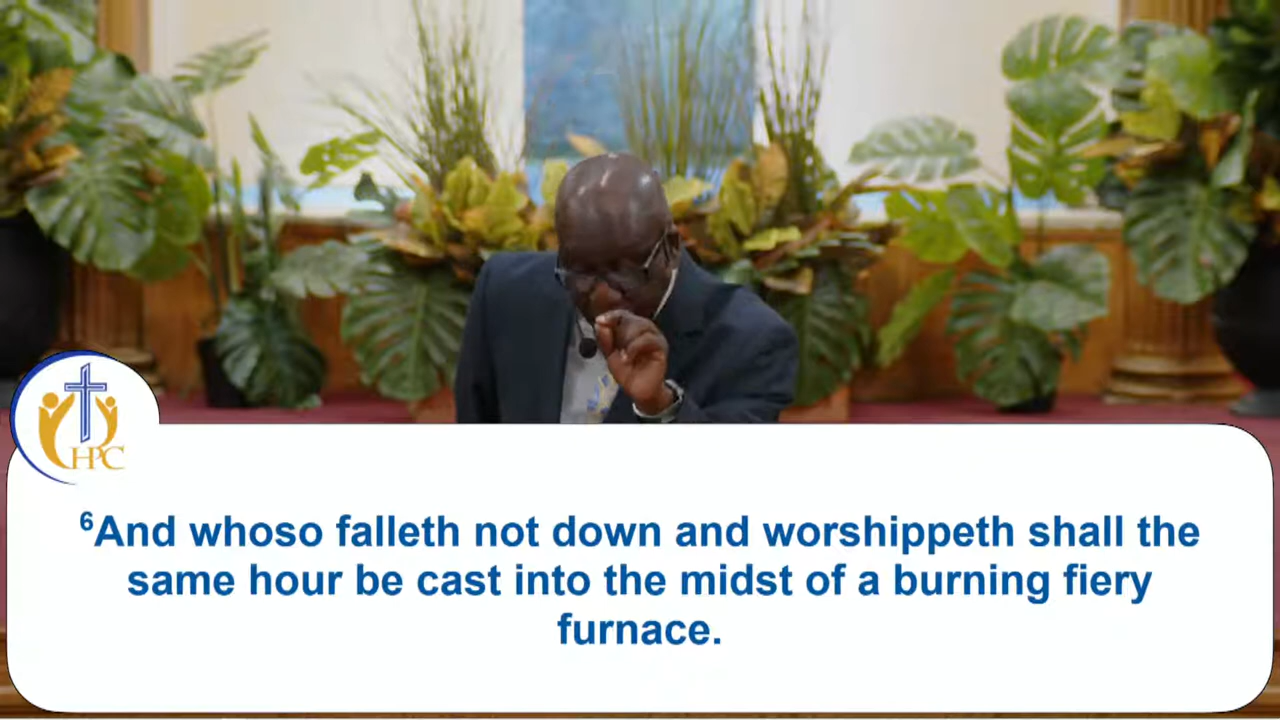 HPC
⁶And whoso falleth not down and worshippeth shall the
same hour be cast into the midst of a burning fiery
furnace.